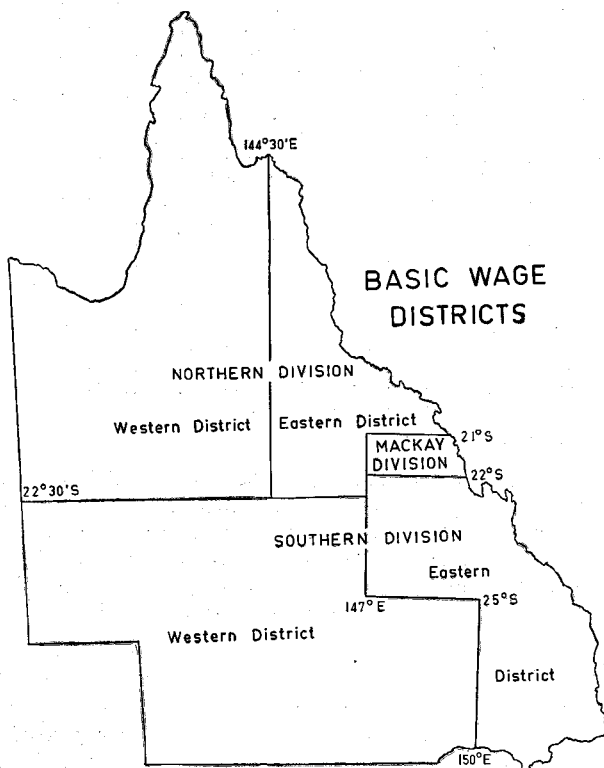 144°30'E
BASIC WAGE
DISTRICTS
NORTHERN DIVISION
Western District
Eastern District
21°S
MACKAY
DIVISION
22°S
22°30'S
SOUTHERN DIVISION
Eastern
147°E
25°S
Western District
District
150°E